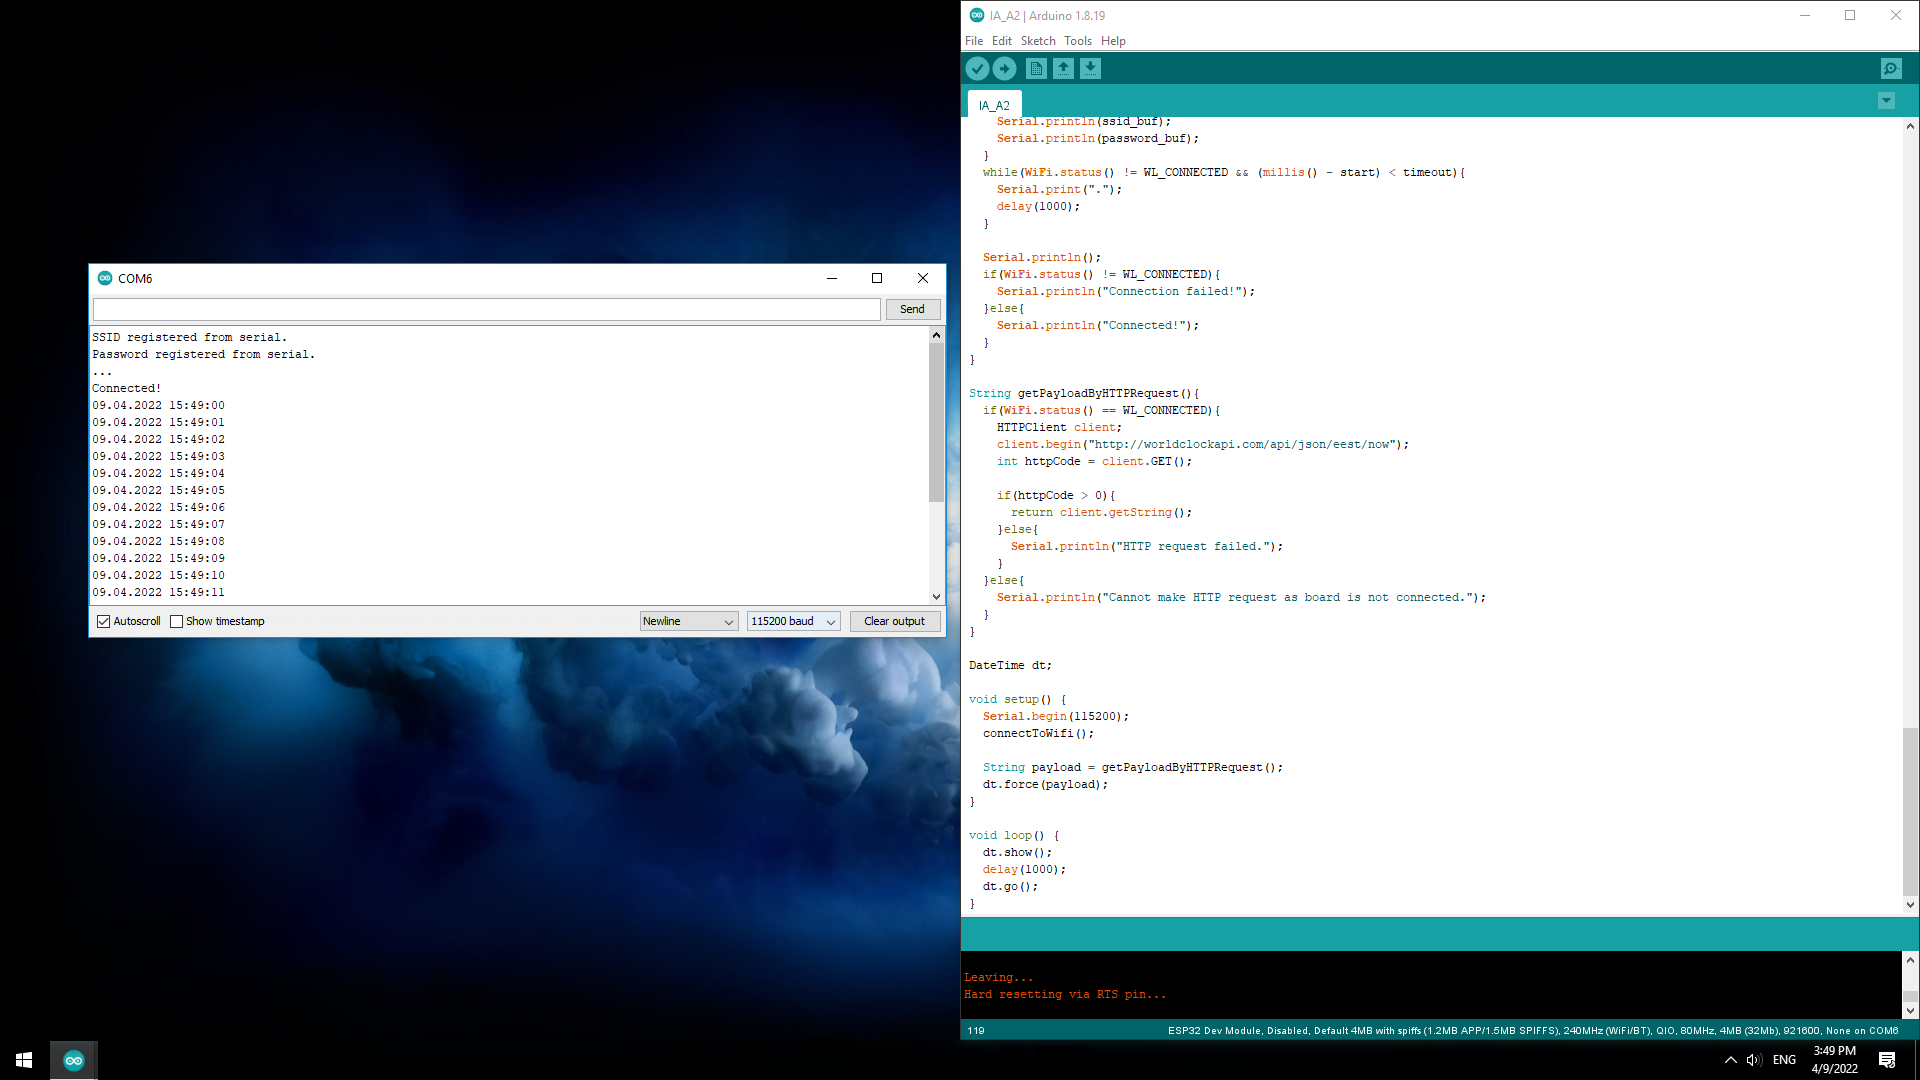 COM6
Send
SSID registered from serial.
Password registered from serial.
...
Connected!
09.04.2022 15:49:00
09.04.2022 15:49:01
09.04.2022 15:49:02
09.04.2022 15:49:03
09.04.2022 15:49:04
09.04.2022 15:49:05
09.04.2022 15:49:06
09.04.2022 15:49:07
09.04.2022 15:49:08
09.04.2022 15:49:09
09.04.2022 15:49:10
09.04.2022 15:49:11
Autoscroll Show timestamp Newline 115200 baud Clear output
IA_A2 | Arduino 1.8.19
File Edit Sketch Tools Help
IA_A2
Serial.println(ssid_buf);
Serial.println(password_buf);
}
while(WiFi.status() != WL_CONNECTED && (millis() - start) < timeout){
Serial.print(".");
delay(1000);
}
Serial.println();
if(WiFi.status() != WL_CONNECTED){
Serial.println("Connection failed!");
}else{
Serial.println("Connected!");
}
}
String getPayloadByHTTPRequest(){
if(WiFi.status() == WL_CONNECTED){
HTTPClient client;
client.begin("http://worldclockapi.com/api/json/eest/now");
int httpCode = client.GET();
if(httpCode > 0){
return client.getString();
}else{
Serial.println("HTTP request failed.");
}
}else{
Serial.println("Cannot make HTTP request as board is not connected.");
}
}
DateTime dt;
void setup() {
Serial.begin(115200);
connectToWifi();
String payload = getPayloadByHTTPRequest();
dt.force(payload);
}
void loop() {
dt.show();
delay(1000);
dt.go();
}
Leaving...
Hard resetting via RTS pin...
119 ESP32 Dev Module, Disabled, Default 4MB with spiffs (1.2MB APP/1.5MB SPIFFS), 240MHz (WiFi/BT), QIO, 80MHz, 4MB (32Mb), 921600, None on COM6
ENG
3:49 PM
4/9/2022